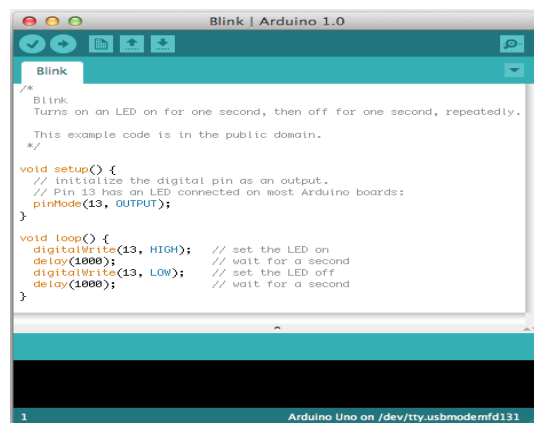 Blink | Arduino 1.0
Blink
/*
  Blink
  Turns on an LED on for one second, then off for one second, repeatedly.

  This example code is in the public domain.
 */

void setup() {
  // initialize the digital pin as an output.
  // Pin 13 has an LED connected on most Arduino boards:
  pinMode(13, OUTPUT);
}

void loop() {
  digitalWrite(13, HIGH);   // set the LED on
  delay(1000);              // wait for a second
  digitalWrite(13, LOW);    // set the LED off
  delay(1000);              // wait for a second
}
1 Arduino Uno on /dev/tty.usbmodemfd131